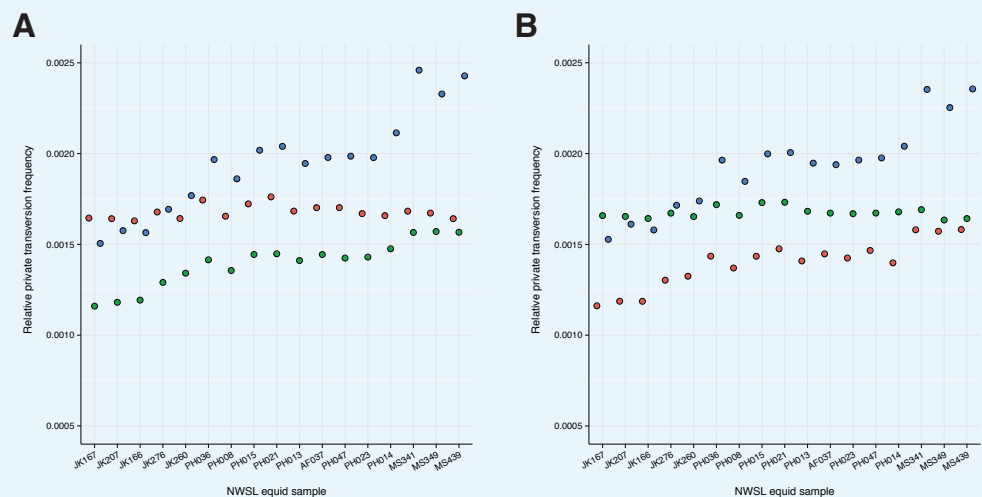 A
Relative private transversion frequency
0.0025
0.0020
0.0015
0.0010
0.0005
JK167 JK207 JK166 JK276 JK260 PH036 PH008 PH015 PH021 PH013 AF037 PH047 PH023 PH014 MS341 MS349 MS439
NWSL equid sample
B
Relative private transversion frequency
0.0025
0.0020
0.0015
0.0010
0.0005
JK167 JK207 JK166 JK276 JK260 PH036 PH008 PH015 PH021 PH013 AF037 PH023 PH047 PH014 MS341 MS349 MS439
NWSL equid sample